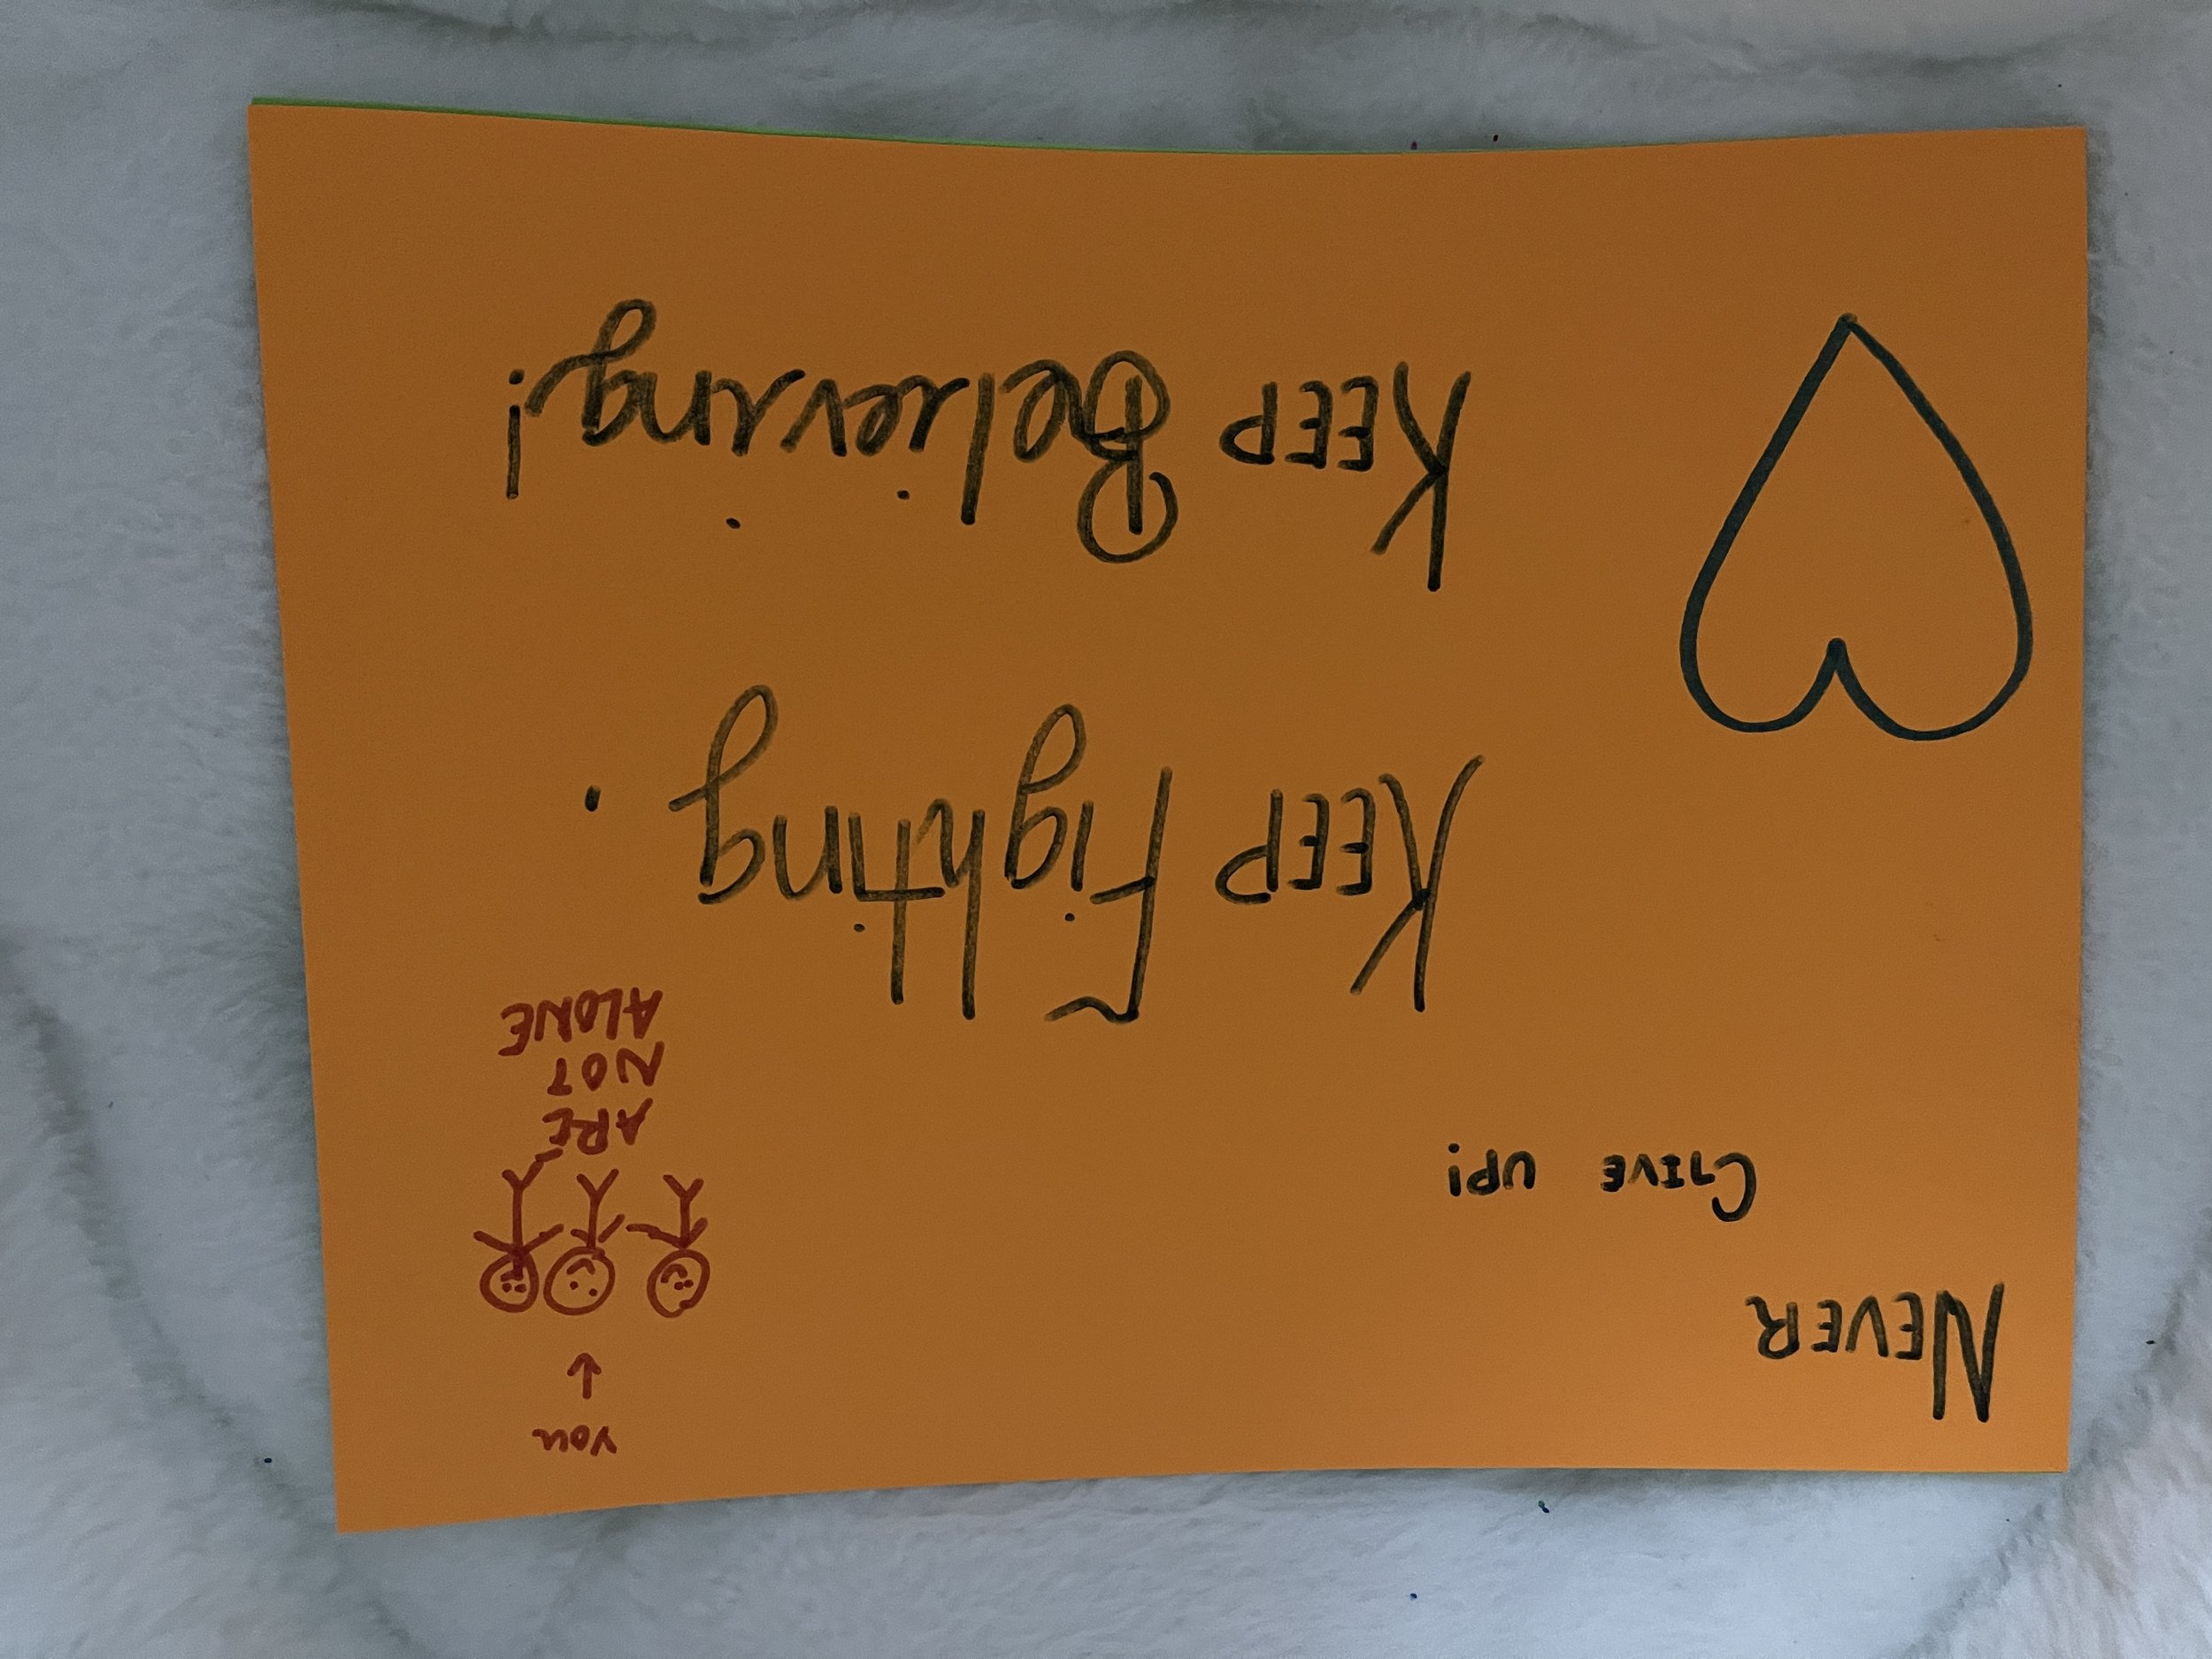 NEVER
GIVE UP!
KEEP Fighting.
KEEP Believing!
you
↓
ARE
NOT
ALONE